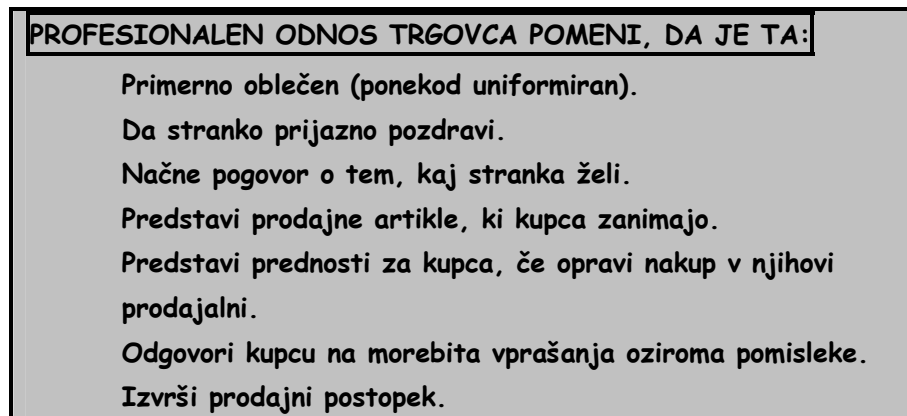 PROFESIONALEN ODNOS TRGOVCA POMENI, DA JE TA:
Primerno oblečen (ponekod uniformiran).
Da stranko prijazno pozdravi.
Načne pogovor o tem, kaj stranka želi.
Predstavi prodajne artikle, ki kupca zanimajo.
Predstavi prednosti za kupca, če opravi nakup v njihovi
prodajalni.
Odgovori kupcu na morebita vprašanja oziroma pomisleke.
Izvrši prodajni postopek.